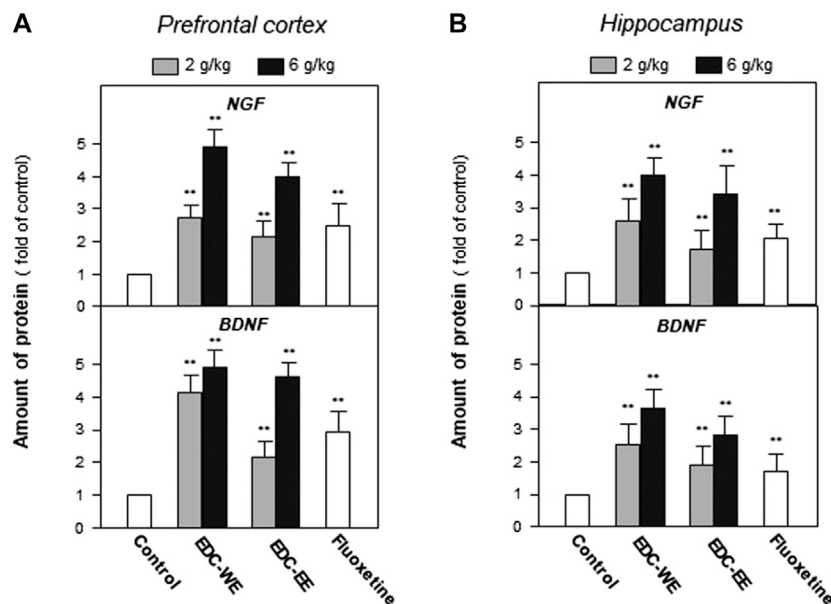 A
Prefrontal cortex
2 g/kg 6 g/kg
NGF
5
4
3
2
1
0
** ** ** ** **
BDNF
5
4
3
2
1
0
** ** ** ** **
Amount of protein ( fold of control)
Control EDC-WE EDC-EE Fluoxetine
B
Hippocampus
2 g/kg 6 g/kg
NGF
5
4
3
2
1
0
** ** ** ** **
BDNF
5
4
3
2
1
0
** ** ** ** **
Amount of protein ( fold of control)
Control EDC-WE EDC-EE Fluoxetine